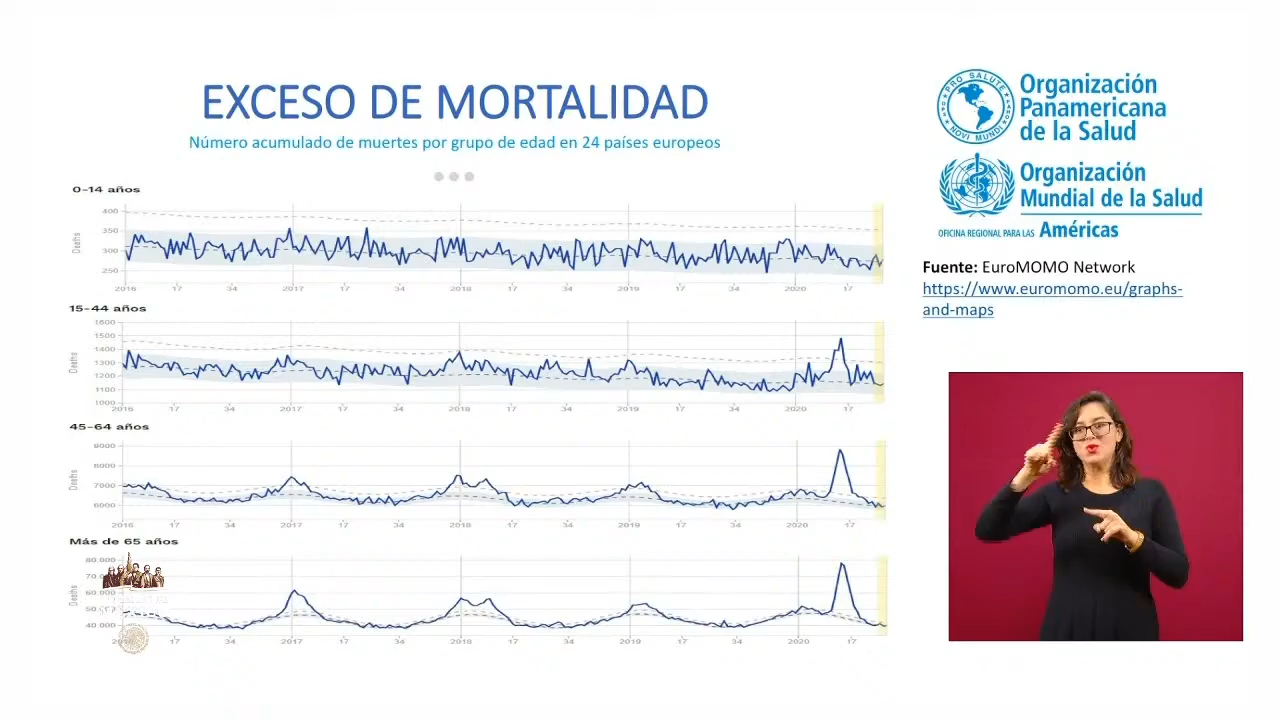 EXCESO DE MORTALIDAD
Número acumulado de muertes por grupo de edad en 24 países europeos
0-14 años
Deaths
400
350
300
250
2016 17 34 2017 17 34 2018 17 34 2019 17 34 2020 17
15-44 años
Deaths
1600
1500
1400
1300
1200
1100
1000
2016 17 34 2017 17 34 2018 17 34 2019 17 34 2020 17
45-64 años
Deaths
9000
8000
7000
6000
2016 17 34 2017 17 34 2018 17 34 2019 17 34 2020 17
Más de 65 años
Deaths
80.000
60.000
40.000
17 34 2017 17 34 2018 17 34 2019 17 34 2020 17
PRO SALUTE
NOVI MUNDI
Organización
Panamericana
de la Salud
Organización
Mundial de la Salud
OFICINA REGIONAL PARA LAS Américas
Fuente: EuroMOMO Network
https://www.euromomo.eu/graphs-
and-maps